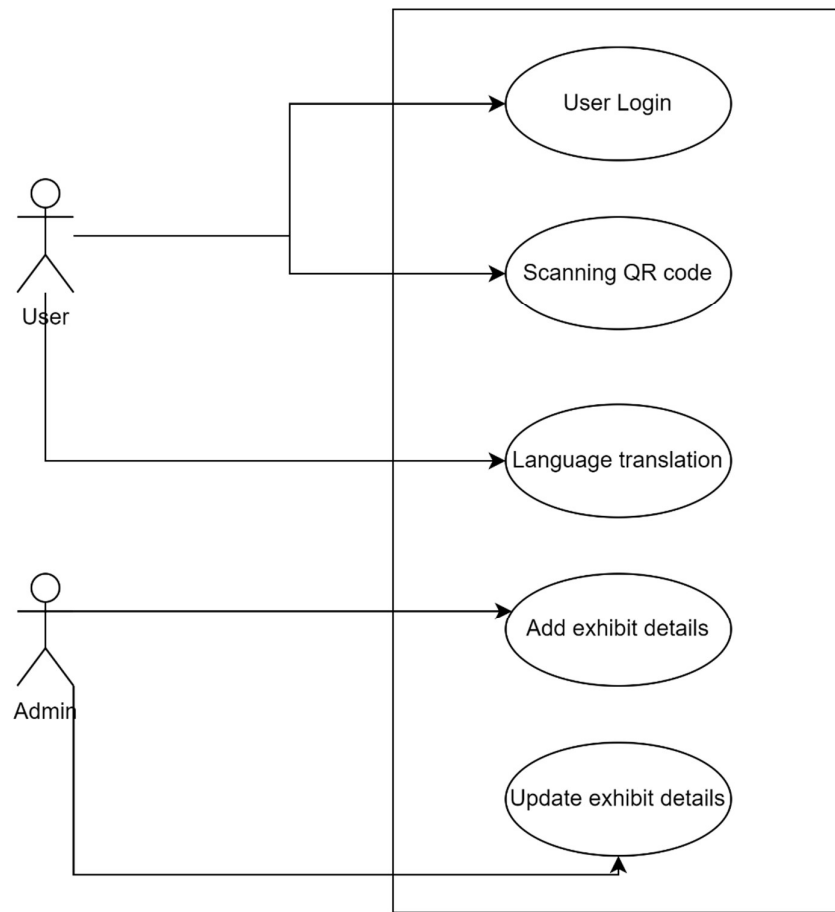 User Login
Scanning QR code
User
Language translation
Add exhibit details
Admin
Update exhibit details